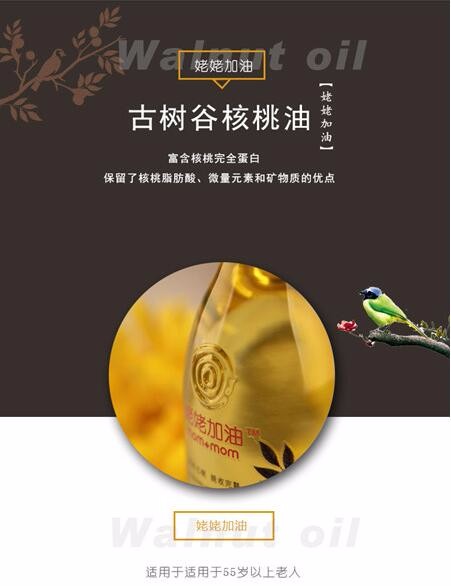 Walnut oil
姥姥加油
古树谷核桃油
【姥姥加油】
富含核桃完全蛋白
保留了核桃脂肪酸、微量元素和矿物质的优点
姥姥加油™
mom+mom
Walnut oil
姥姥加油
适用于适用于55岁以上老人